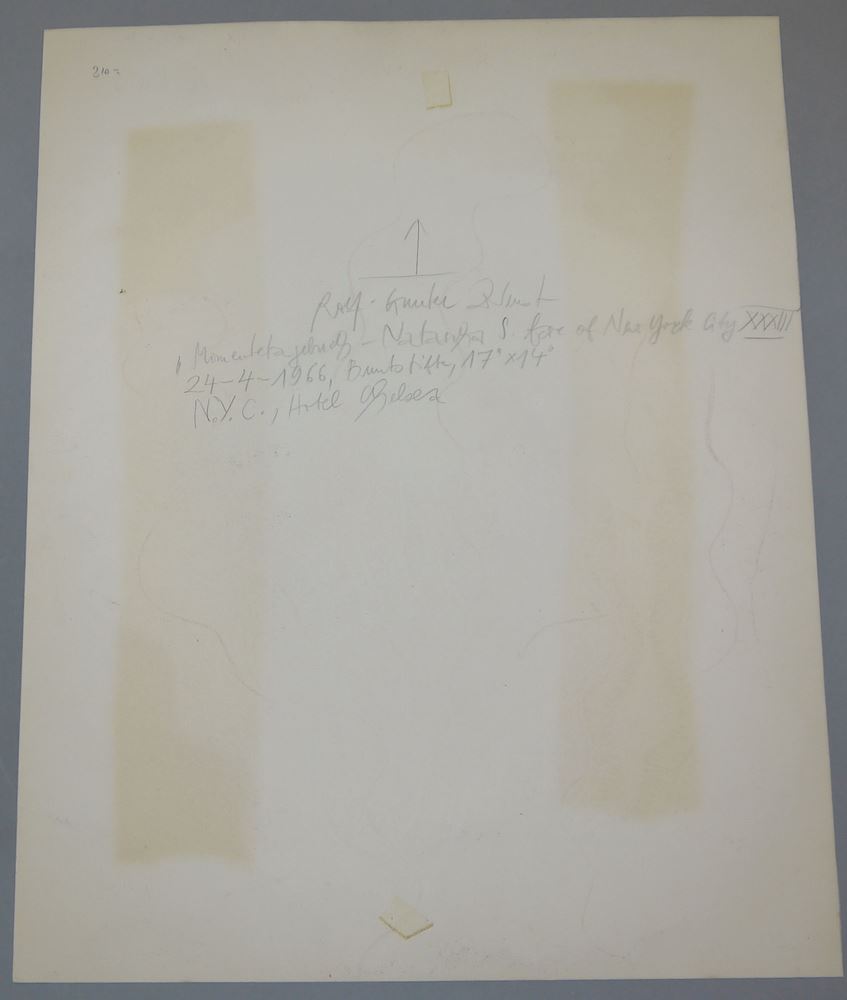 210-
Rolf-Gunter Dienst
"Momentetagebuch - Natascha S. face of New York City XXXIII
24-4-1966, Buntstifte, 17" x 14"
N.Y.C., Hotel Chelsea